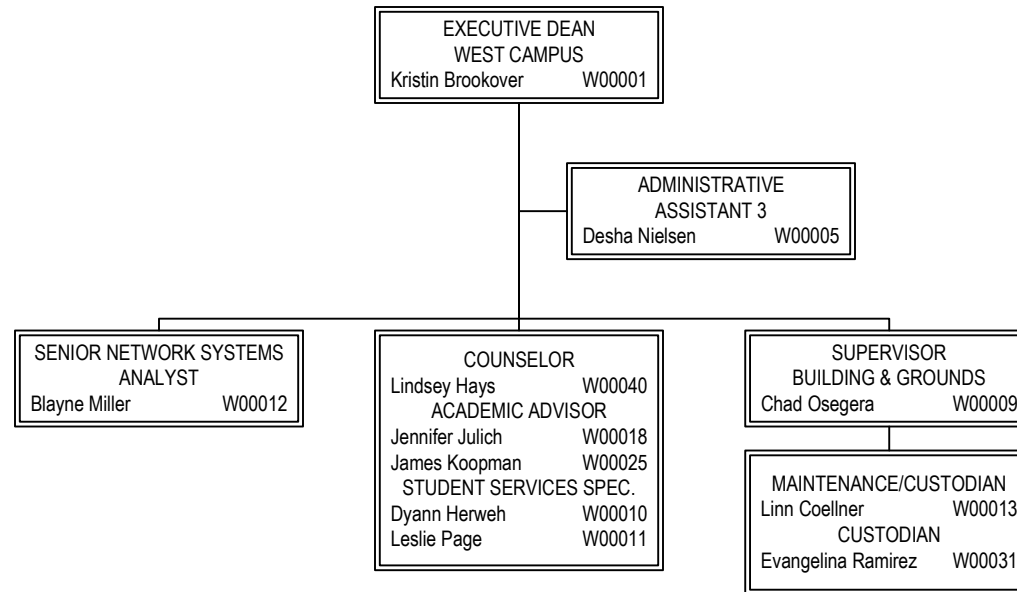 EXECUTIVE DEAN
WEST CAMPUS
Kristin Brookover W00001
ADMINISTRATIVE
ASSISTANT 3
Desha Nielsen W00005
SENIOR NETWORK SYSTEMS
ANALYST
Blayne Miller W00012
COUNSELOR
Lindsey Hays W00040
ACADEMIC ADVISOR
Jennifer Julich W00018
James Koopman W00025
STUDENT SERVICES SPEC.
Dyann Herweh W00010
Leslie Page W00011
SUPERVISOR
BUILDING & GROUNDS
Chad Osegera W00009
MAINTENANCE/CUSTODIAN
Linn Coellner W00013
CUSTODIAN
Evangelina Ramirez W00031